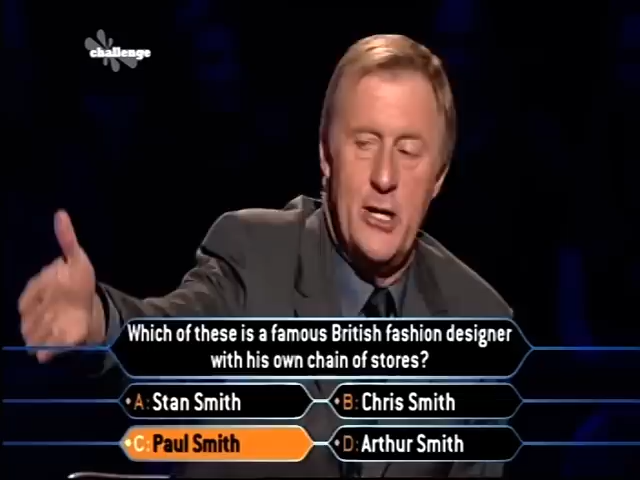 challenge
Which of these is a famous British fashion designer
with his own chain of stores?
A: Stan Smith
B: Chris Smith
C: Paul Smith
D: Arthur Smith